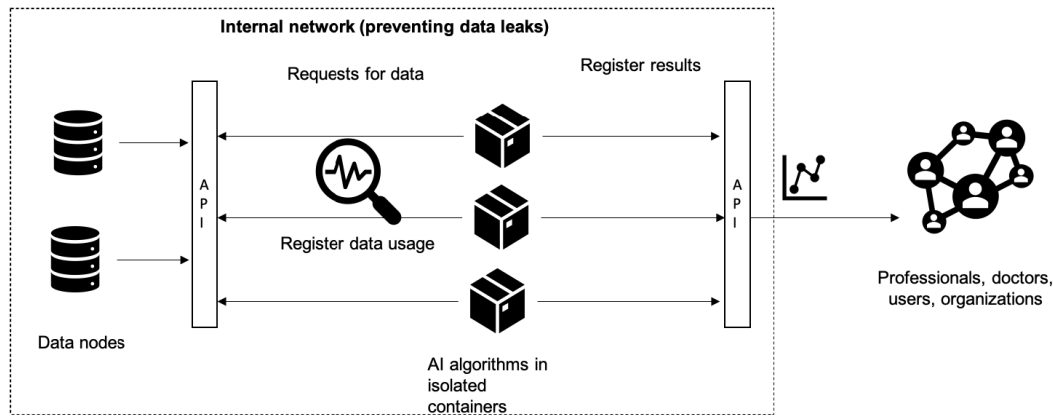 Internal network (preventing data leaks)
Requests for data
Register results
A
P
I
Register data usage
A
P
I
Data nodes
AI algorithms in
isolated
containers
Professionals, doctors,
users, organizations